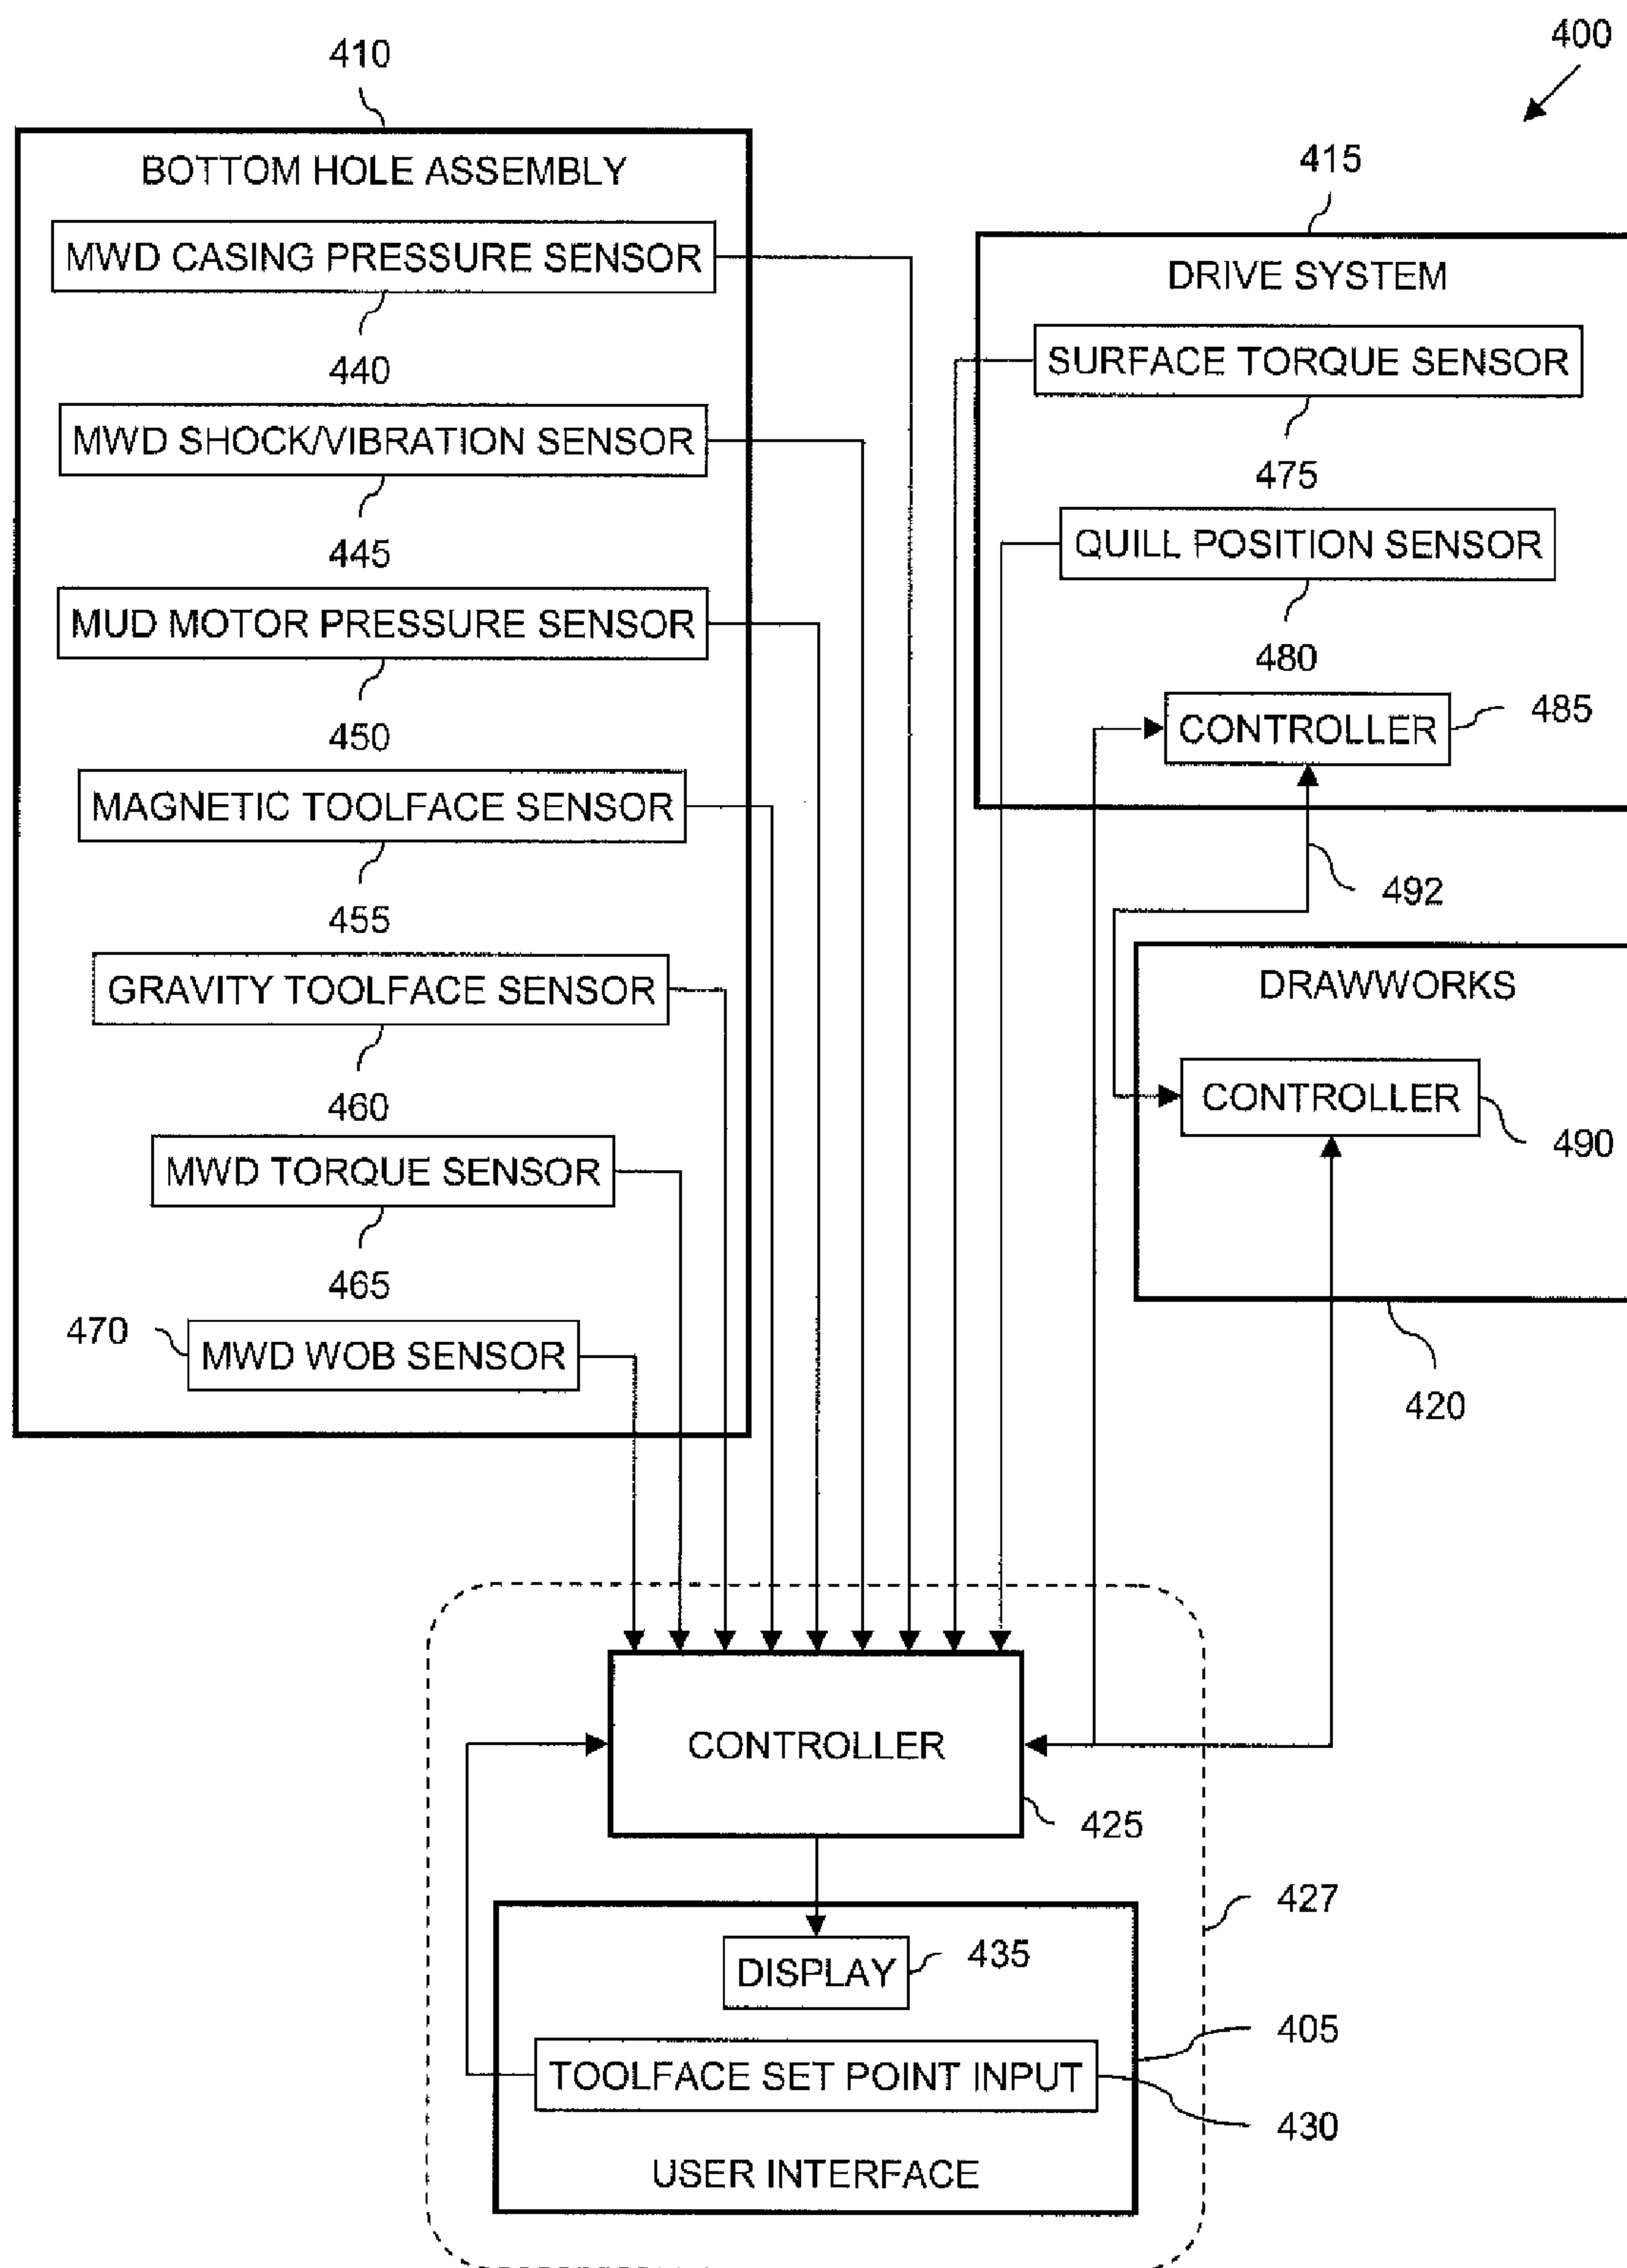 400
410
BOTTOM HOLE ASSEMBLY
MWD CASING PRESSURE SENSOR
440
MWD SHOCK/VIBRATION SENSOR
445
MUD MOTOR PRESSURE SENSOR
450
MAGNETIC TOOLFACE SENSOR
455
GRAVITY TOOLFACE SENSOR
460
MWD TORQUE SENSOR
465
470
MWD WOB SENSOR
415
DRIVE SYSTEM
SURFACE TORQUE SENSOR
475
QUILL POSITION SENSOR
480
CONTROLLER
485
492
DRAWWORKS
CONTROLLER
490
420
CONTROLLER
425
427
DISPLAY
435
405
TOOLFACE SET POINT INPUT
430
USER INTERFACE